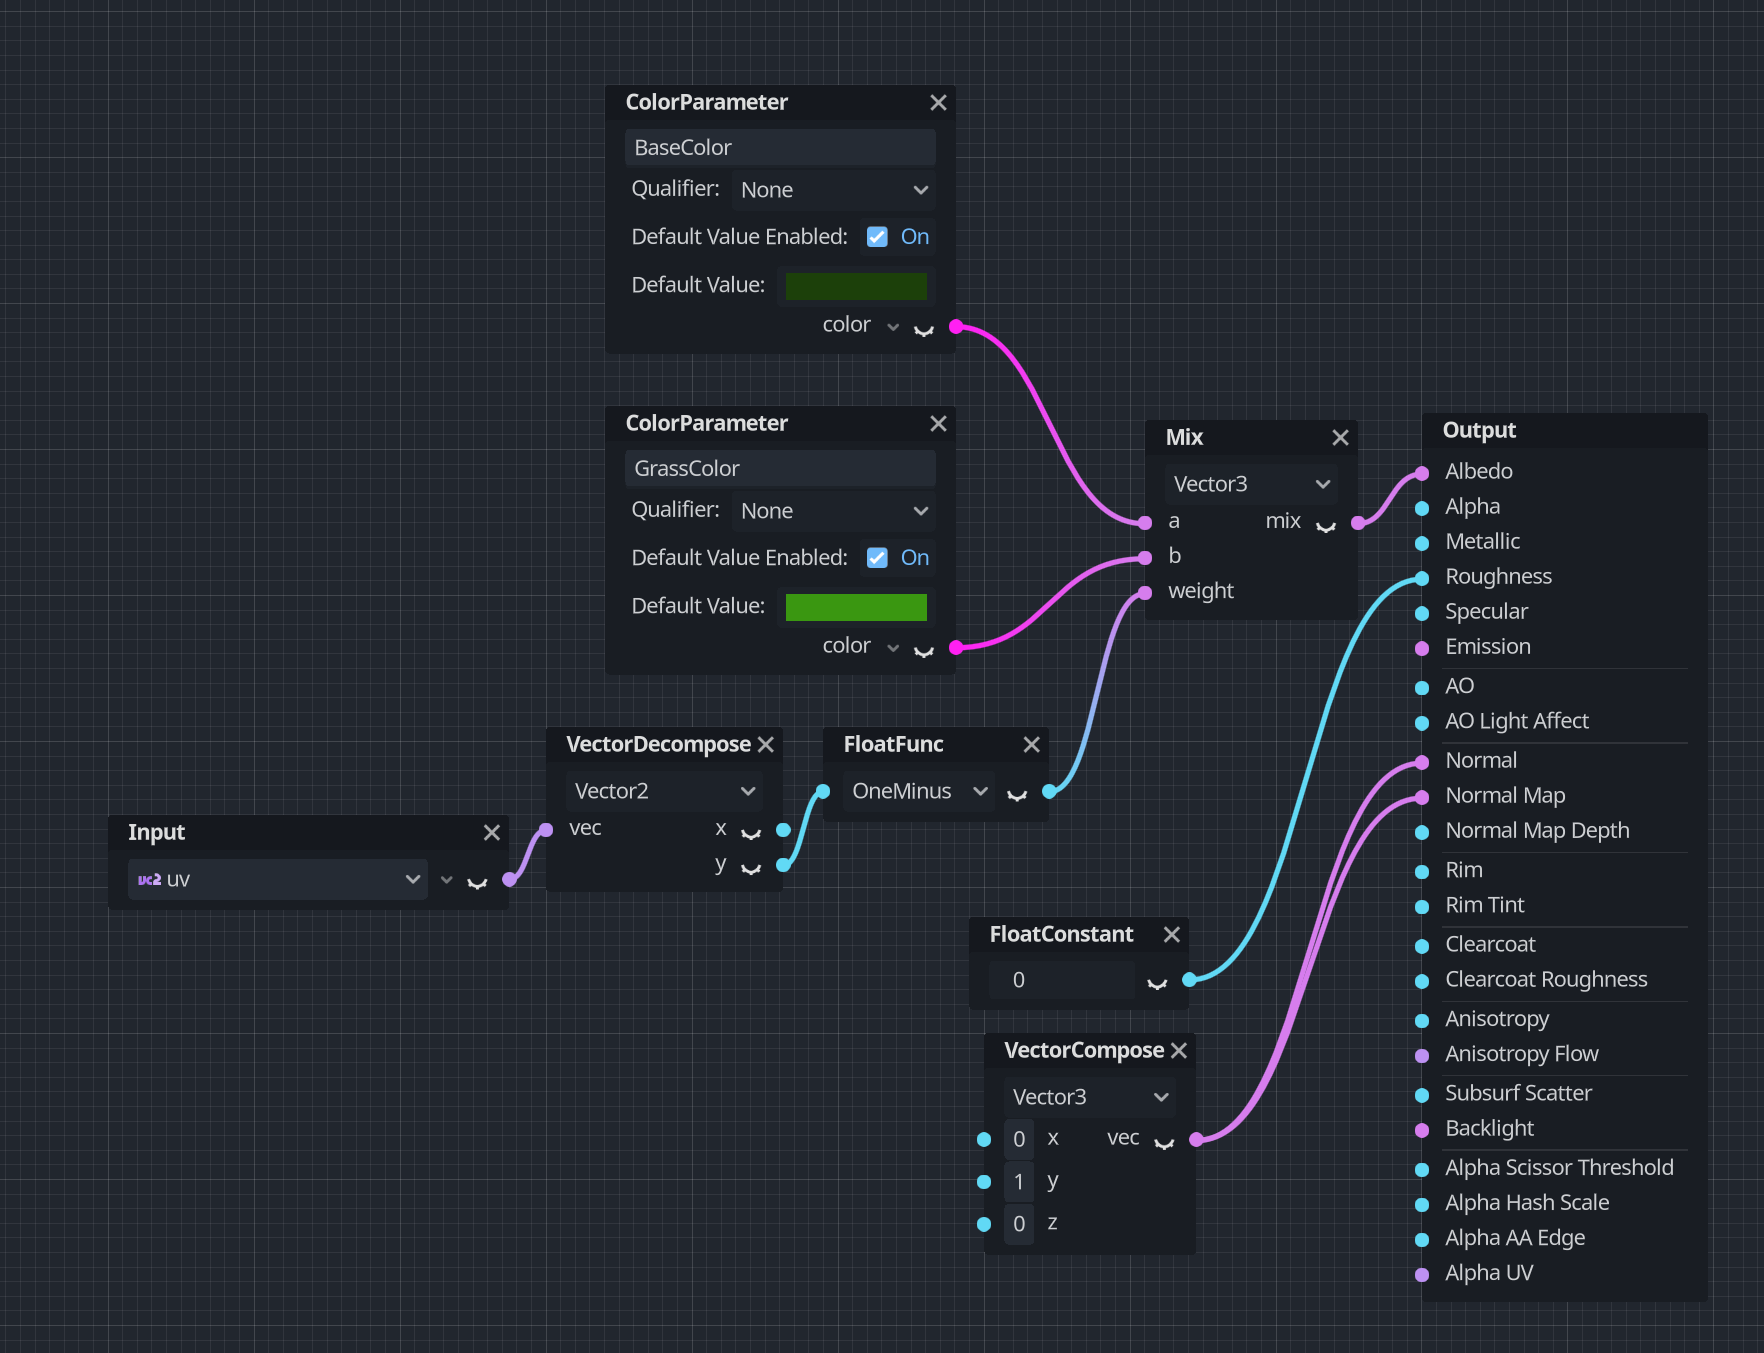 ColorParameter
BaseColor
Qualifier: None
Default Value Enabled: On
Default Value:
color
ColorParameter
GrassColor
Qualifier: None
Default Value Enabled: On
Default Value:
color
Mix
Vector3
a mix
b
weight
VectorDecompose
Vector2
vec x
y
FloatFunc
OneMinus
Input
vc2 uv
FloatConstant
0
VectorCompose
Vector3
0 x vec
1 y
0 z
Output
Albedo
Alpha
Metallic
Roughness
Specular
Emission
AO
AO Light Affect
Normal
Normal Map
Normal Map Depth
Rim
Rim Tint
Clearcoat
Clearcoat Roughness
Anisotropy
Anisotropy Flow
Subsurf Scatter
Backlight
Alpha Scissor Threshold
Alpha Hash Scale
Alpha AA Edge
Alpha UV